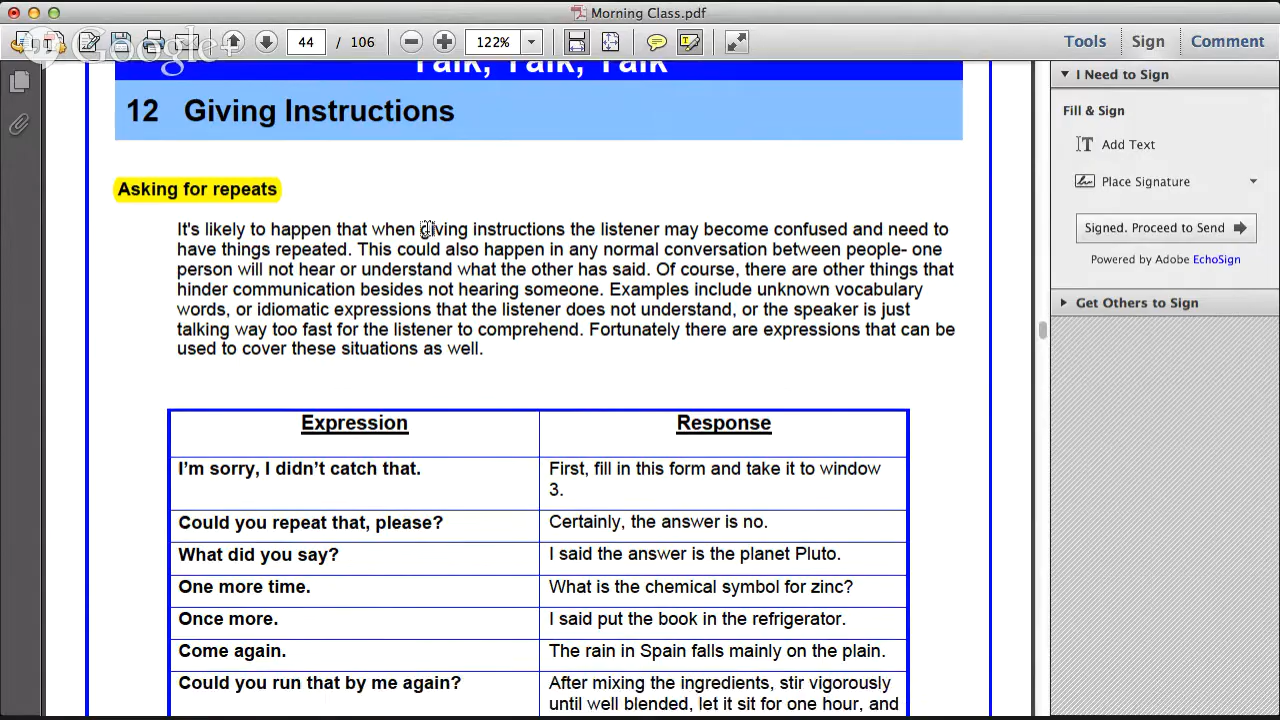 Morning Class.pdf
Google+
44 / 106
122%
Tools Sign Comment
Talk, Talk, Talk
12 Giving Instructions
Asking for repeats
It's likely to happen that when giving instructions the listener may become confused and need to
have things repeated. This could also happen in any normal conversation between people- one
person will not hear or understand what the other has said. Of course, there are other things that
hinder communication besides not hearing someone. Examples include unknown vocabulary
words, or idiomatic expressions that the listener does not understand, or the speaker is just
talking way too fast for the listener to comprehend. Fortunately there are expressions that can be
used to cover these situations as well.
Expression Response
I'm sorry, I didn't catch that. First, fill in this form and take it to window
3.
Could you repeat that, please? Certainly, the answer is no.
What did you say? I said the answer is the planet Pluto.
One more time. What is the chemical symbol for zinc?
Once more. I said put the book in the refrigerator.
Come again. The rain in Spain falls mainly on the plain.
Could you run that by me again? After mixing the ingredients, stir vigorously
until well blended, let it sit for one hour, and
I Need to Sign
Fill & Sign
Add Text
Place Signature
Signed. Proceed to Send
Powered by Adobe EchoSign
Get Others to Sign